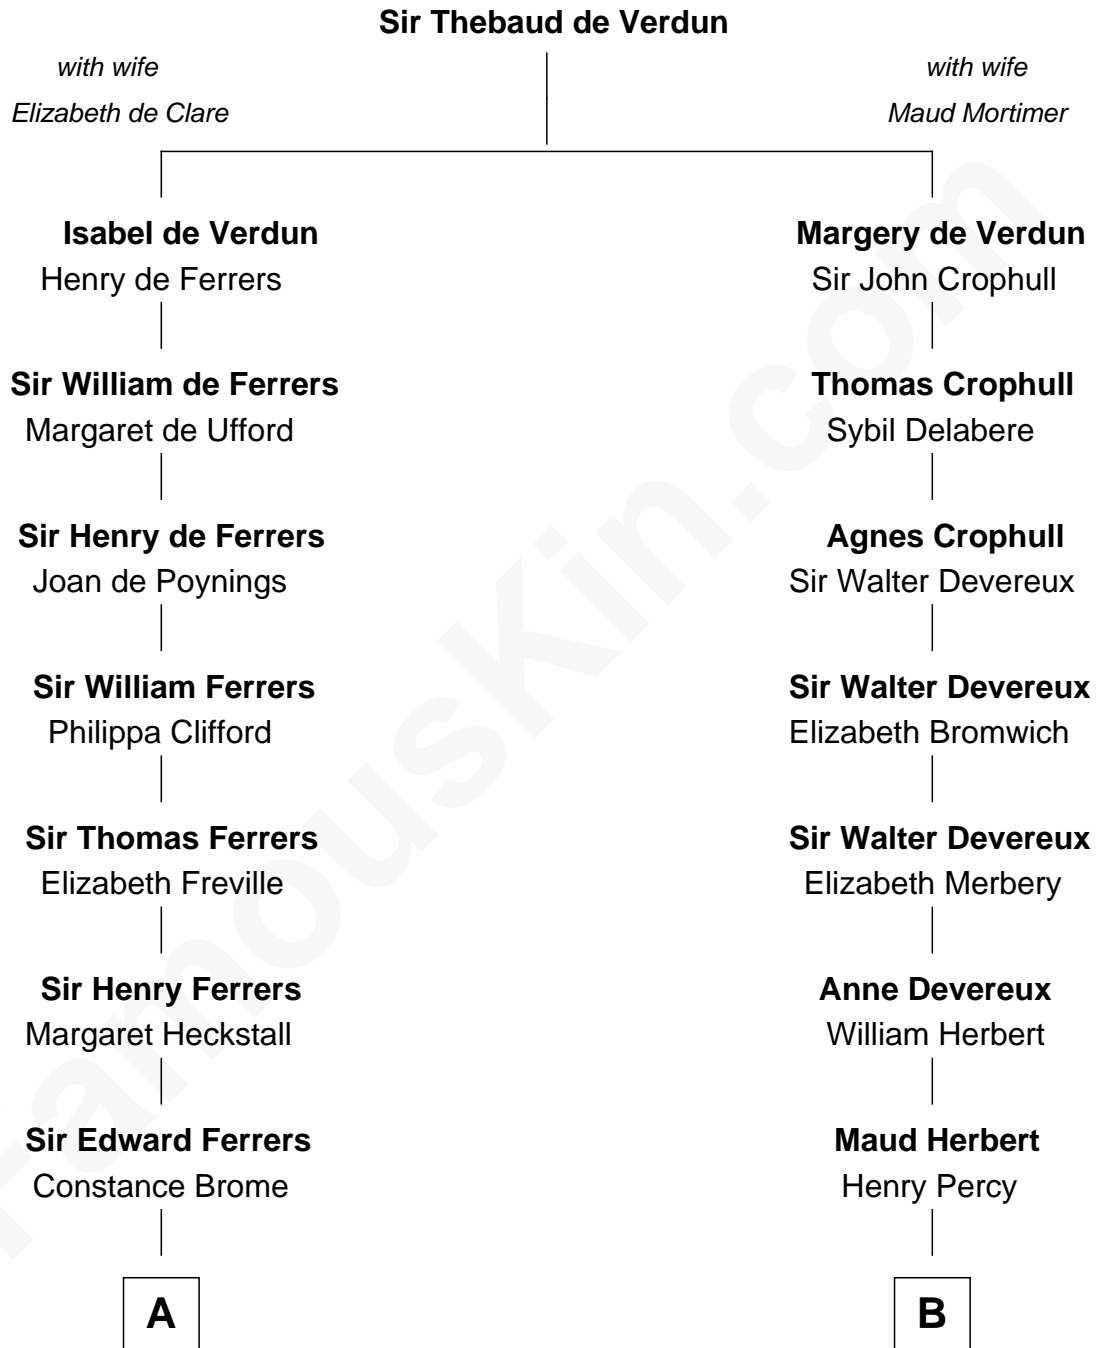 Sir Thebaud de Verdun
with wife
Elizabeth de Clare
with wife
Maud Mortimer
Isabel de Verdun
Henry de Ferrers
Margery de Verdun
Sir John Crophull
Sir William de Ferrers
Margaret de Ufford
Thomas Crophull
Sybil Delabere
Sir Henry de Ferrers
Joan de Poynings
Agnes Crophull
Sir Walter Devereux
Sir William Ferrers
Philippa Clifford
Sir Walter Devereux
Elizabeth Bromwich
Sir Thomas Ferrers
Elizabeth Freville
Sir Walter Devereux
Elizabeth Merbery
Sir Henry Ferrers
Margaret Heckstall
Anne Devereux
William Herbert
Sir Edward Ferrers
Constance Brome
Maud Herbert
Henry Percy
A
B
FamousKin.com